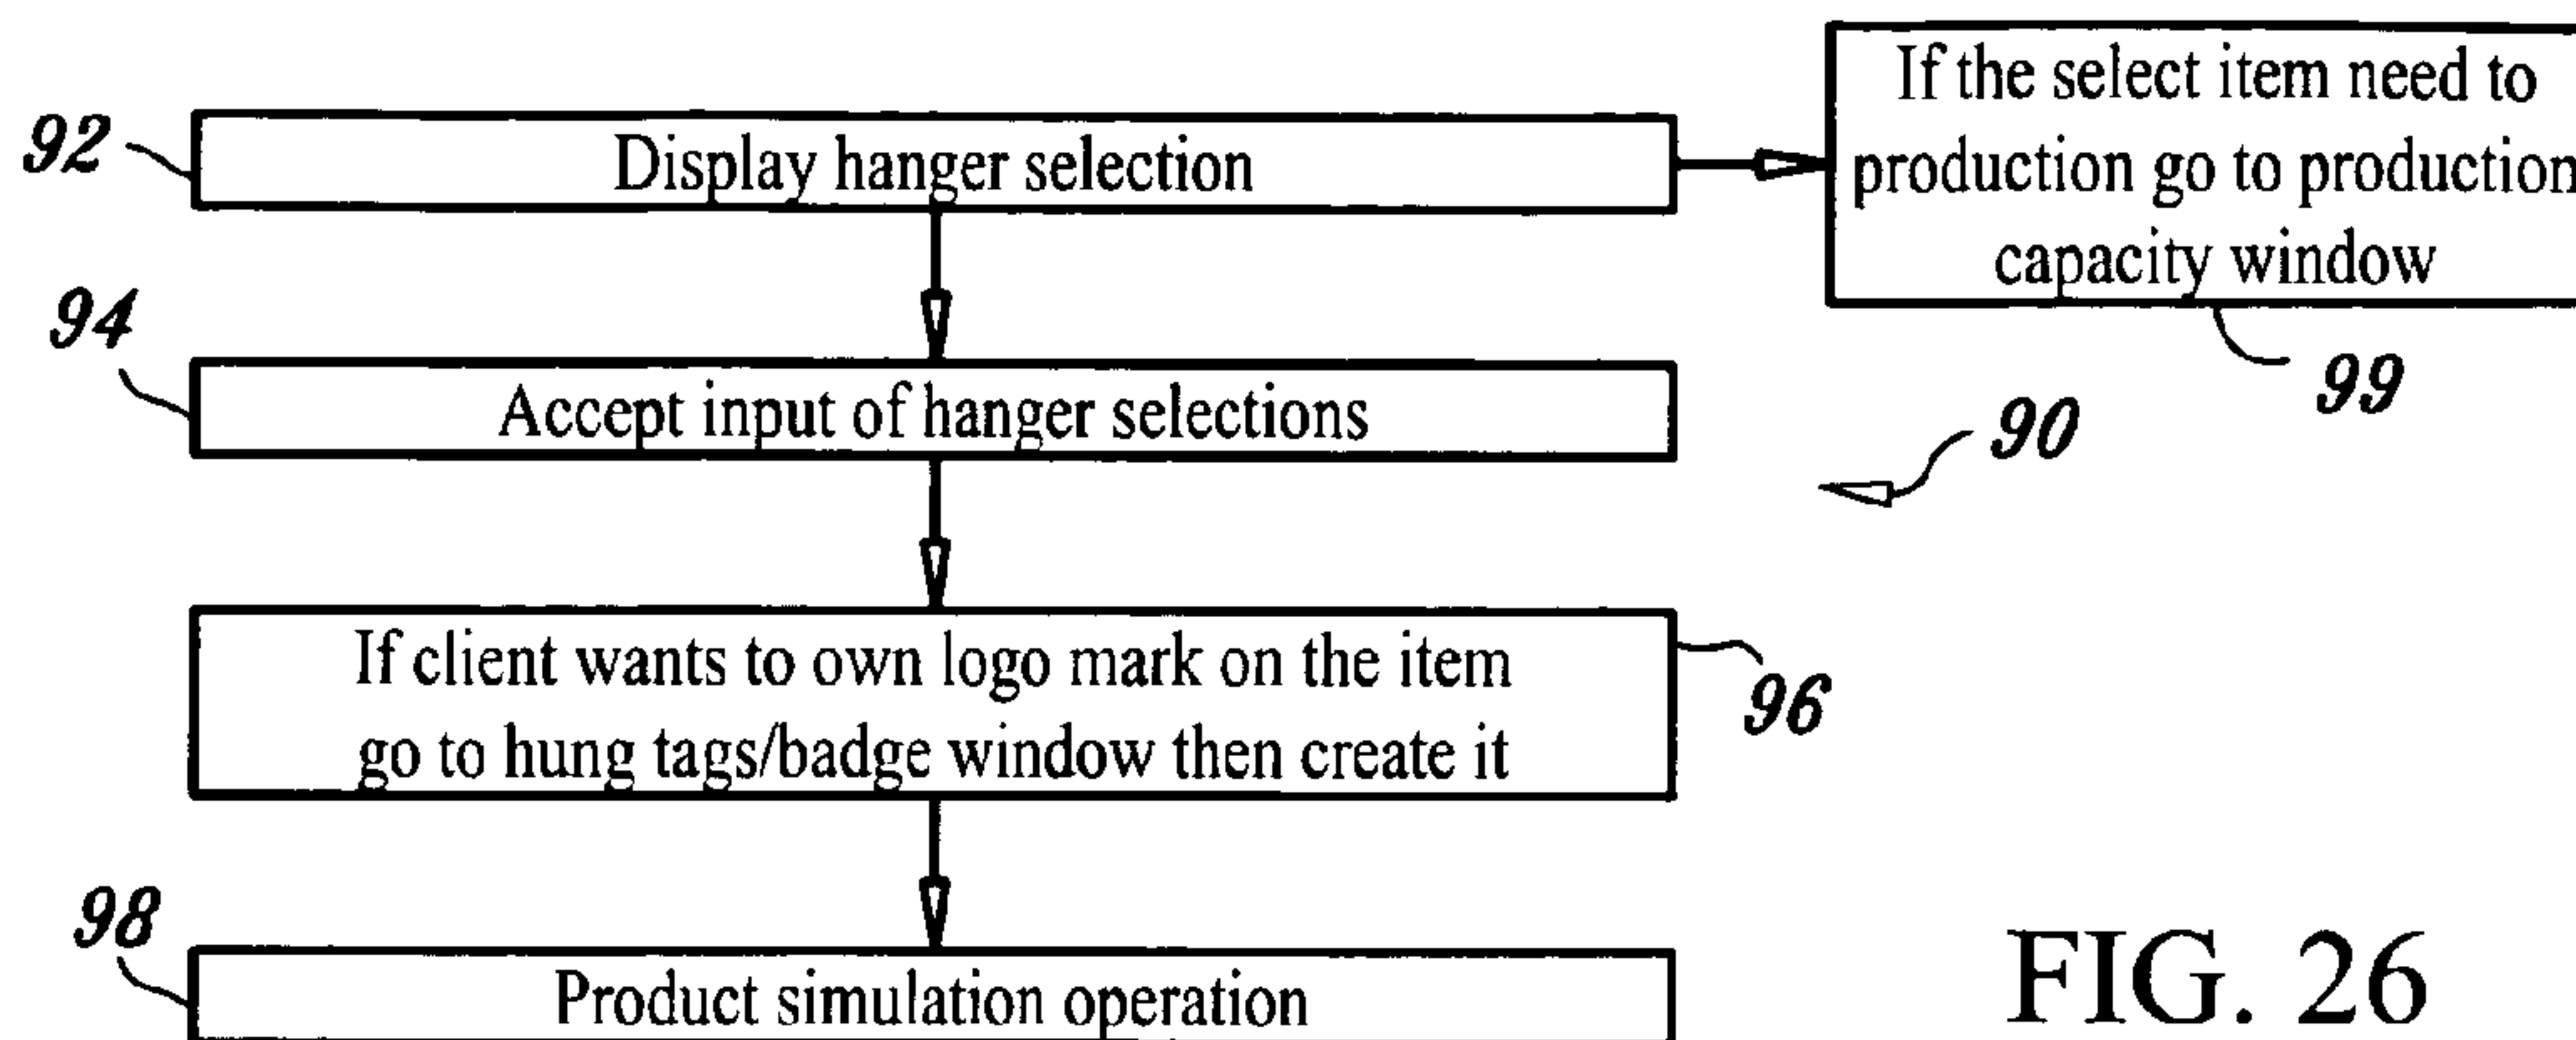 92
Display hanger selection
If the select item need to
production go to production
capacity window
99
94
Accept input of hanger selections
90
If client wants to own logo mark on the item
go to hung tags/badge window then create it
96
98
Product simulation operation
FIG. 26